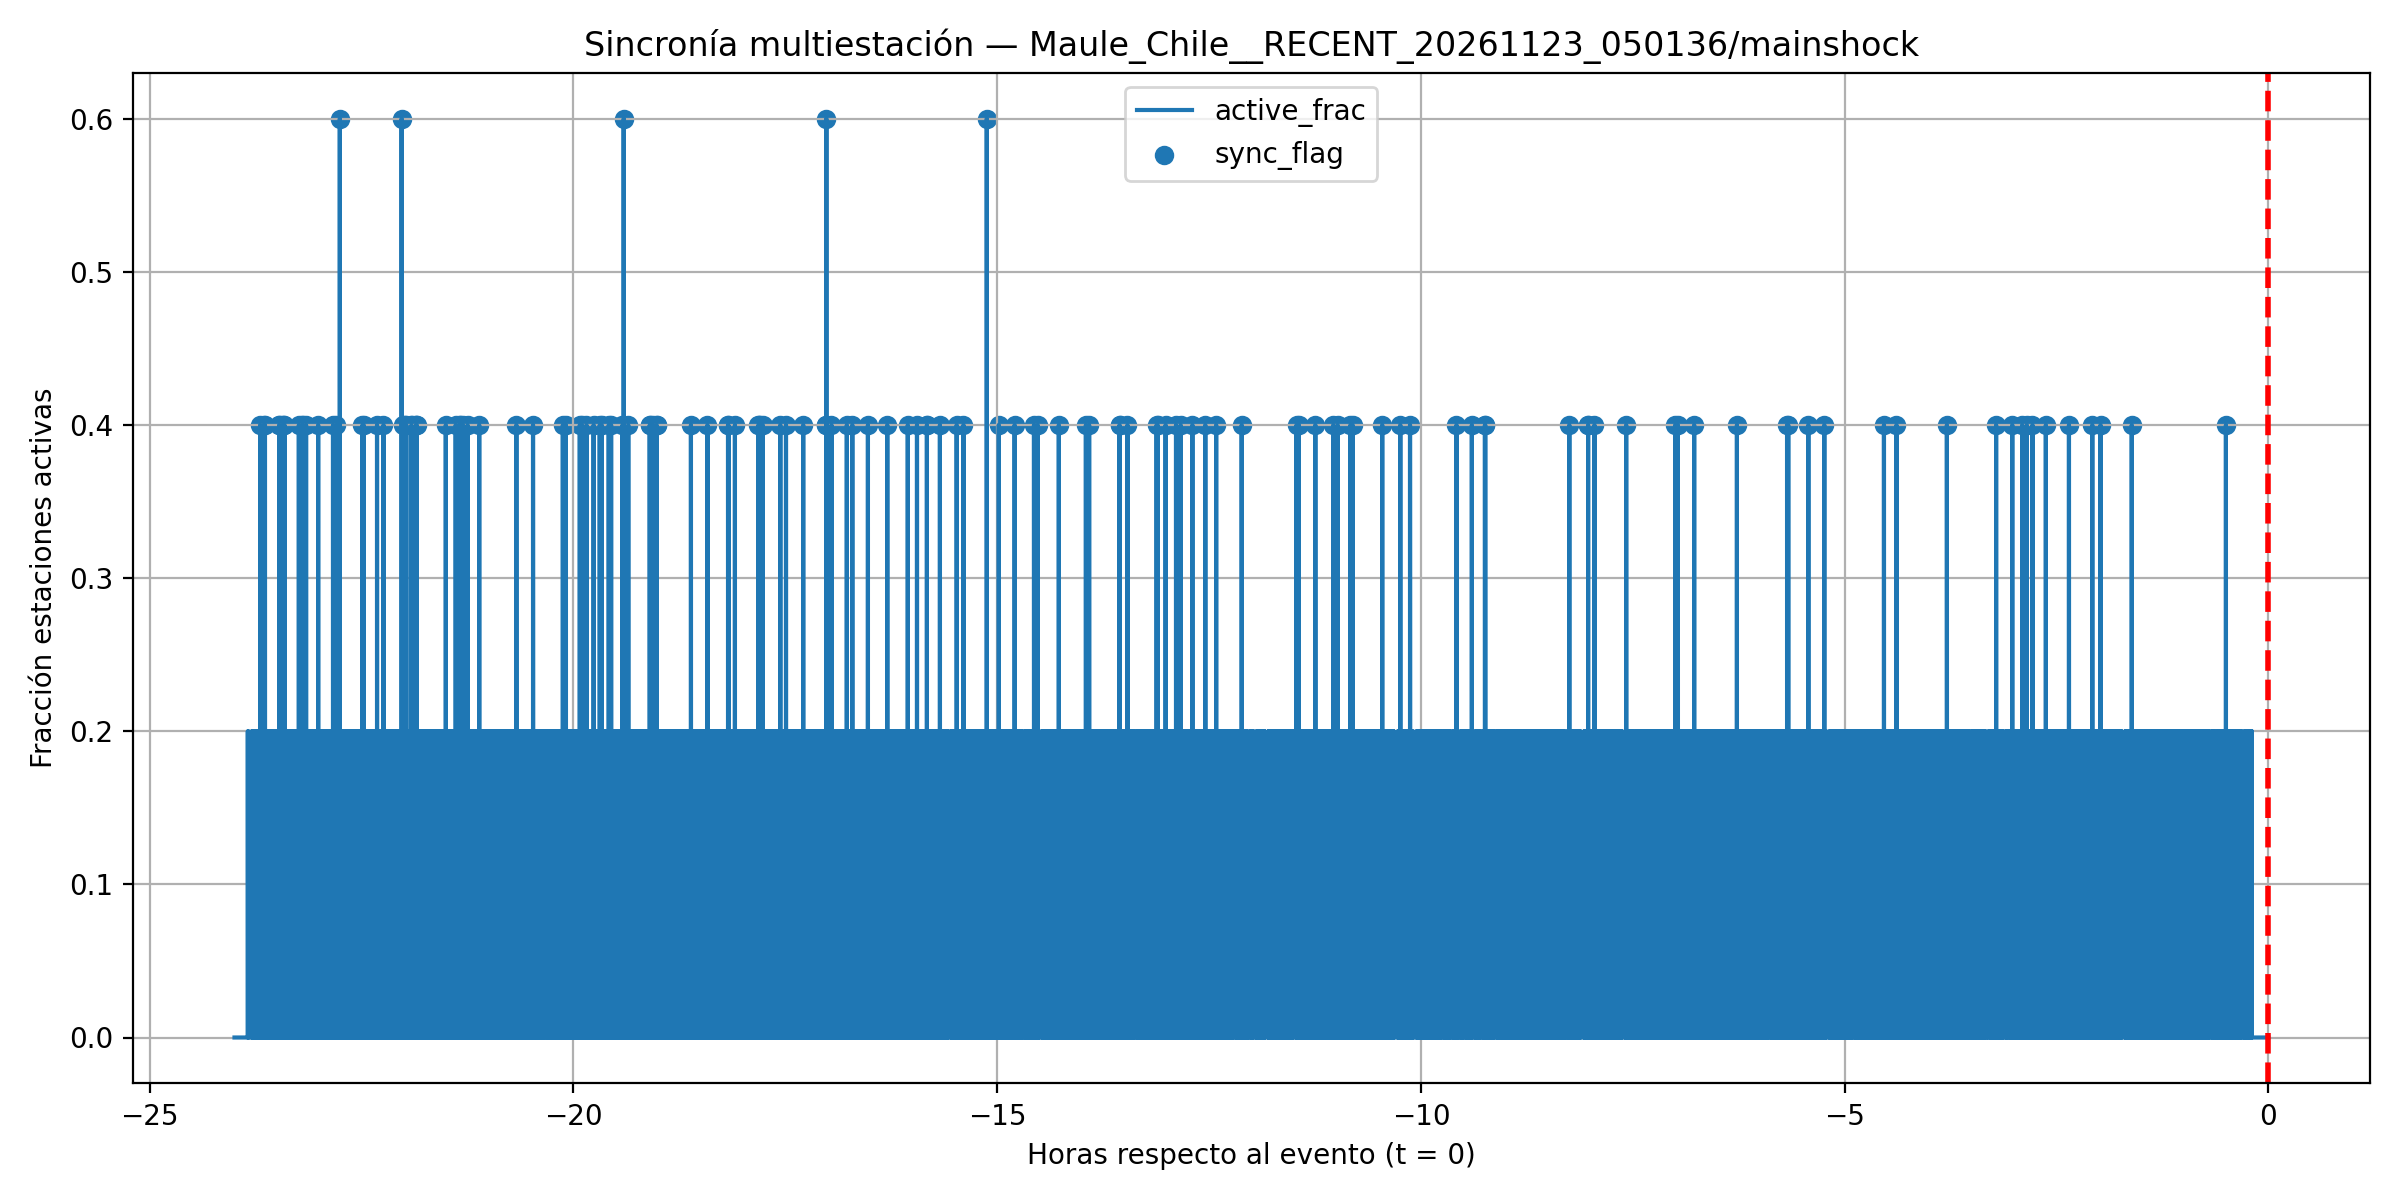 Sincronía multiestación — Maule_Chile__RECENT_20261123_050136/mainshock
active_frac
sync_flag
Fracción estaciones activas
0.6
0.5
0.4
0.3
0.2
0.1
0.0
−25
−20
−15
−10
−5
0
Horas respecto al evento (t = 0)